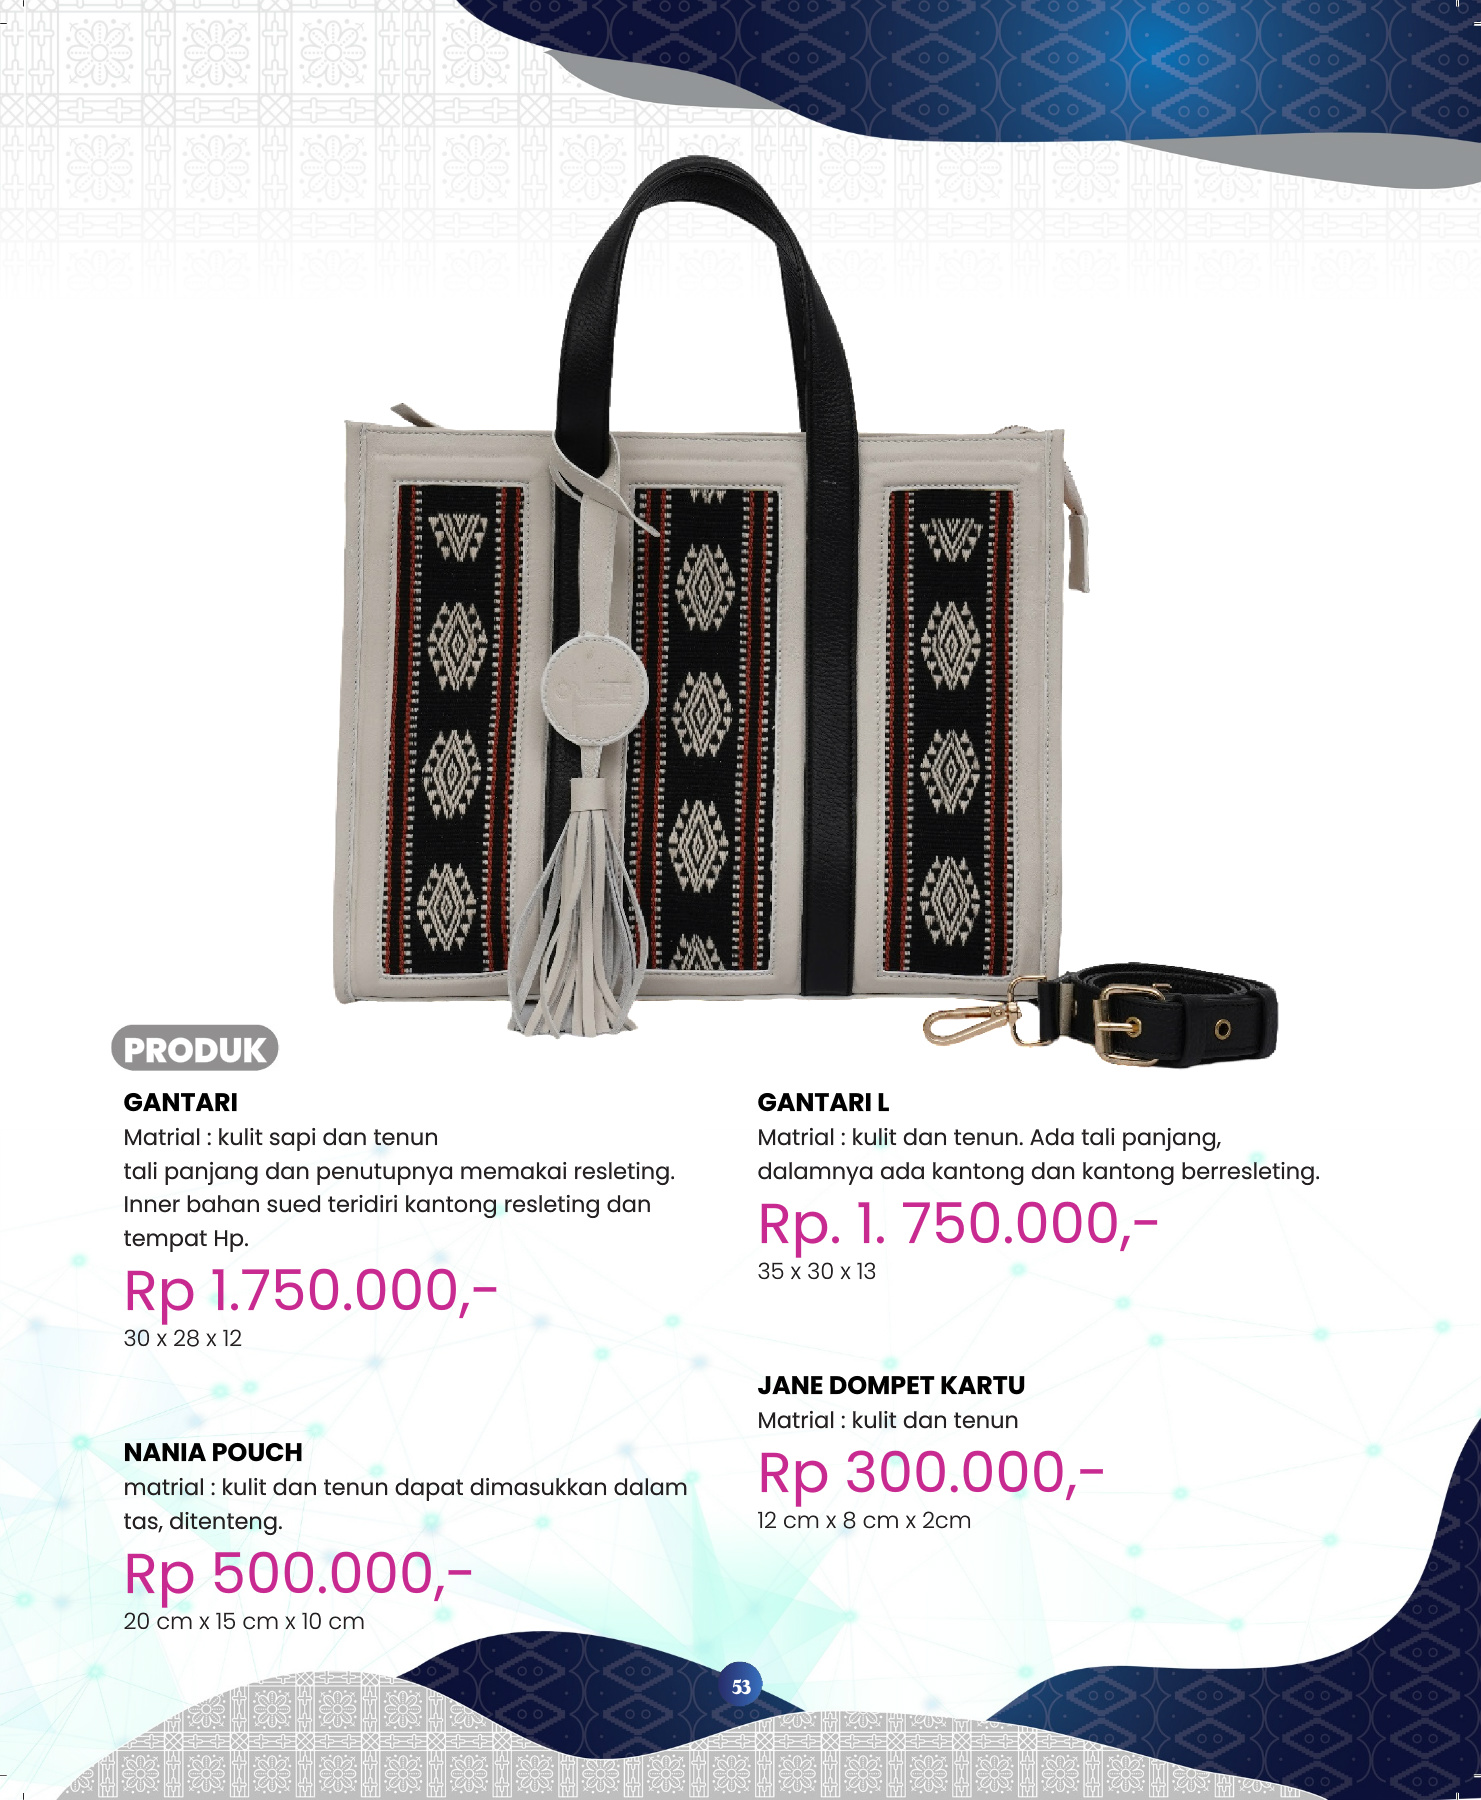 PRODUK
GANTARI
Matrial : kulit sapi dan tenun
tali panjang dan penutupnya memakai resleting.
Inner bahan sued teridiri kantong resleting dan
tempat Hp.
Rp 1.750.000,-
30 x 28 x 12
NANIA POUCH
matrial : kulit dan tenun dapat dimasukkan dalam
tas, ditenteng.
Rp 500.000,-
20 cm x 15 cm x 10 cm
GANTARI L
Matrial : kulit dan tenun. Ada tali panjang,
dalamnya ada kantong dan kantong berresleting.
Rp. 1. 750.000,-
35 x 30 x 13
JANE DOMPET KARTU
Matrial : kulit dan tenun
Rp 300.000,-
12 cm x 8 cm x 2cm
53